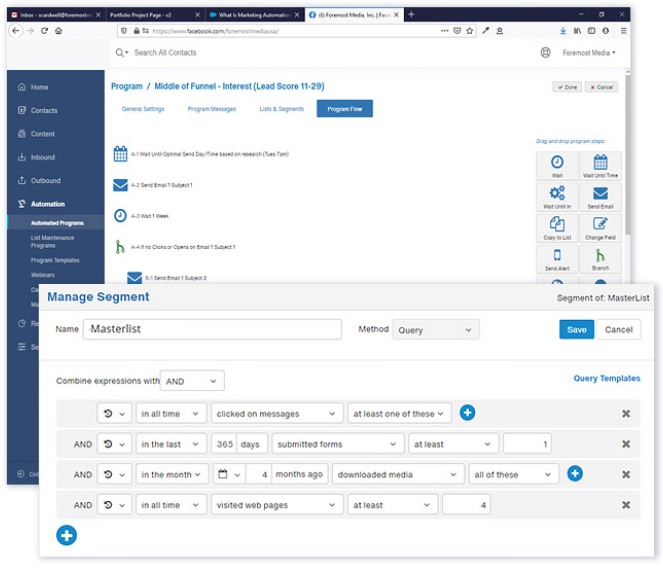 Inbox - scardwell@foremostm
Portfolio Project Page - v2
What Is Marketing Automation
(6) Foremost Media, Inc. | Face
https://www.facebook.com/foremostmediausa/
Search All Contacts
Foremost Media
Home
Contacts
Content
Inbound
Outbound
Automation
Automated Programs
List Maintenance
Programs
Program Templates
Webinars
Program / Middle of Funnel - Interest (Lead Score 11-29)
Done
Cancel
General Settings
Program Messages
Lists & Segments
Program Flow
A-1 Wait Until Optimal Send Day/Time based on research (Tues 7am)
A-2 Send Email 1 Subject 1
A-3 Wait 1 Week
A-4 If no Clicks or Opens on Email 1 Subject 1
B-1 Send Email 1 Subject 2
Drag and drop program steps:
Wait
Wait Until Time
Wait Until In
Send Email
Copy to List
Change Field
Send Alert
Branch
Manage Segment
Segment of: MasterList
Name
-Masterlist
Method
Query
Save
Cancel
Combine expressions with AND
Query Templates
in all time clicked on messages at least one of these
AND in the last 365 days submitted forms at least 1
AND in the month 4 months ago downloaded media all of these
AND in all time visited web pages at least 4